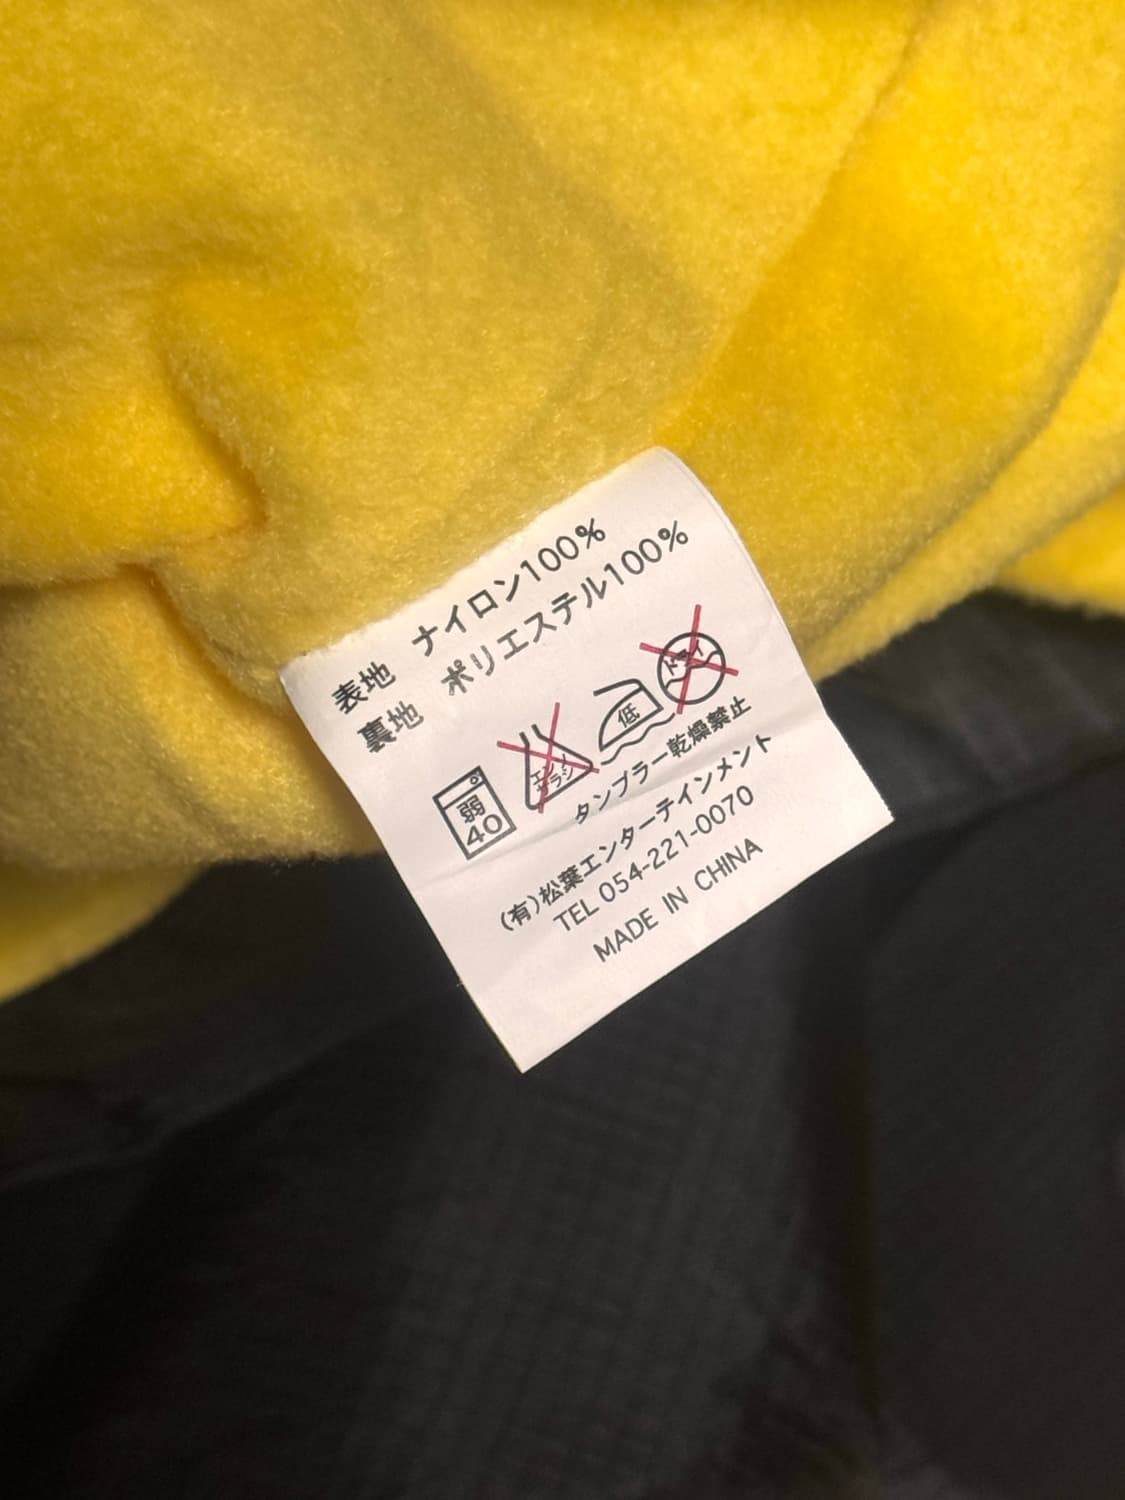 表地 ナイロン100%
裏地 ポリエステル100%
弱 40
エンソ サラシ
低
ドライ
タンブラー乾燥禁止
(有)松葉エンターテインメント
TEL 054-221-0070
MADE IN CHINA